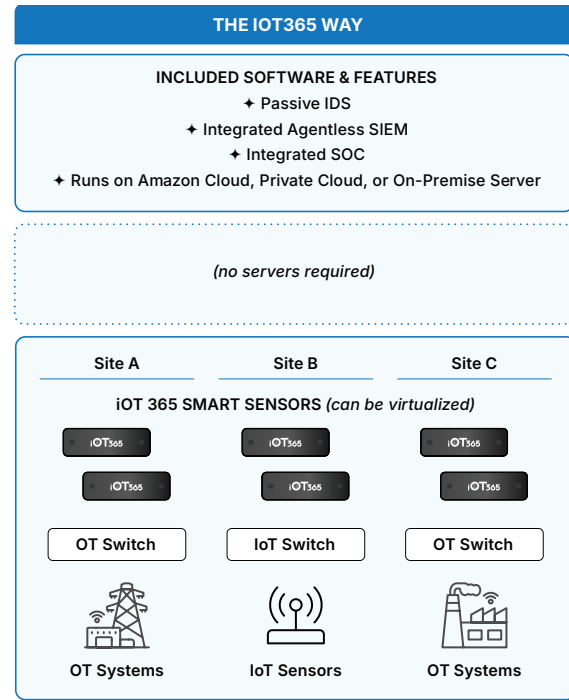 THE IOT365 WAY
INCLUDED SOFTWARE & FEATURES
✦ Passive IDS
✦ Integrated Agentless SIEM
✦ Integrated SOC
✦ Runs on Amazon Cloud, Private Cloud, or On-Premise Server
(no servers required)
Site A Site B Site C
iOT 365 SMART SENSORS (can be virtualized)
iOT365 iOT365 iOT365
iOT365 iOT365 iOT365
OT Switch IoT Switch OT Switch
OT Systems IoT Sensors OT Systems